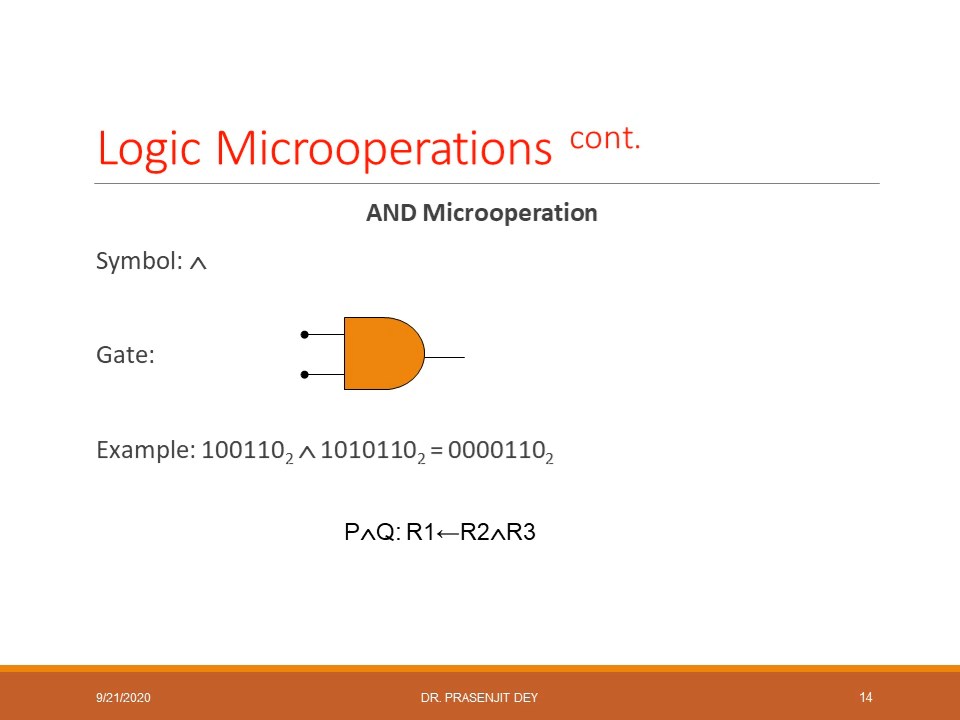 Logic Microoperations cont.
AND Microoperation
Symbol: ∧
Gate:
Example: 100110₂ ∧ 1010110₂ = 0000110₂
P∧Q: R1←R2∧R3
9/21/2020 DR. PRASENJIT DEY 14